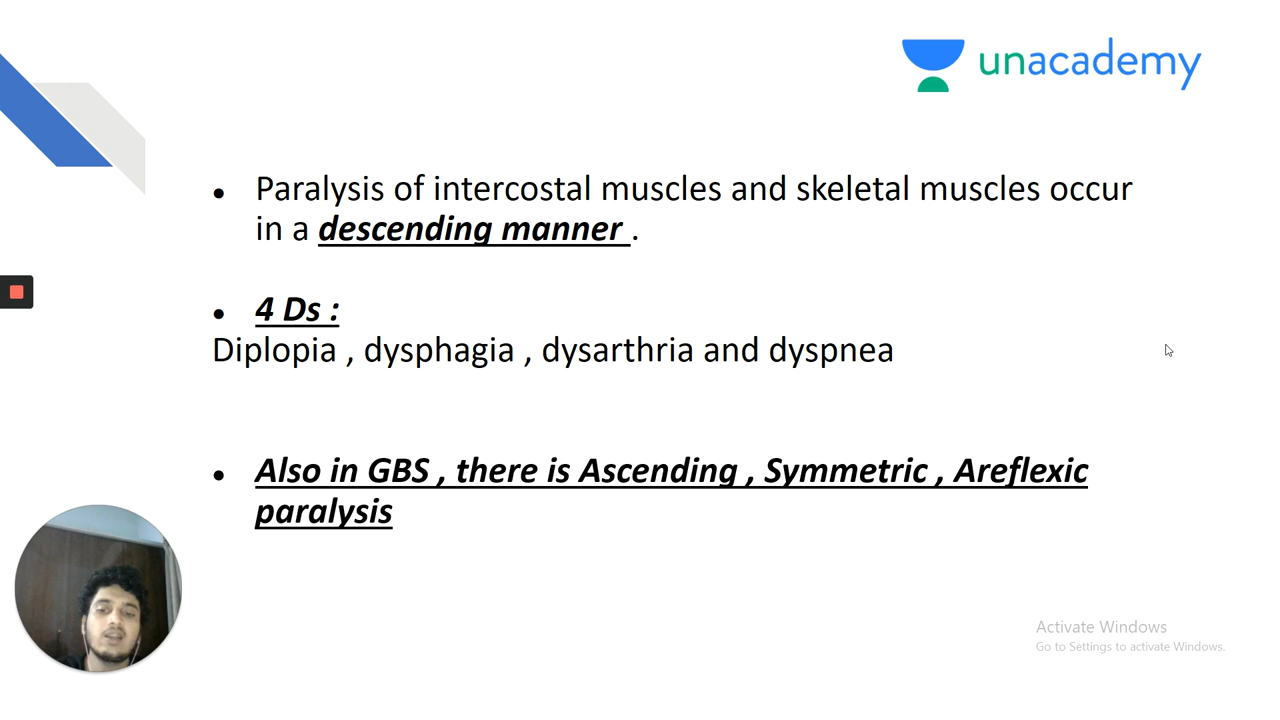 unacademy
● Paralysis of intercostal muscles and skeletal muscles occur
in a descending manner .
● 4 Ds :
Diplopia , dysphagia , dysarthria and dyspnea
● Also in GBS , there is Ascending , Symmetric , Areflexic
paralysis
Activate Windows
Go to Settings to activate Windows.